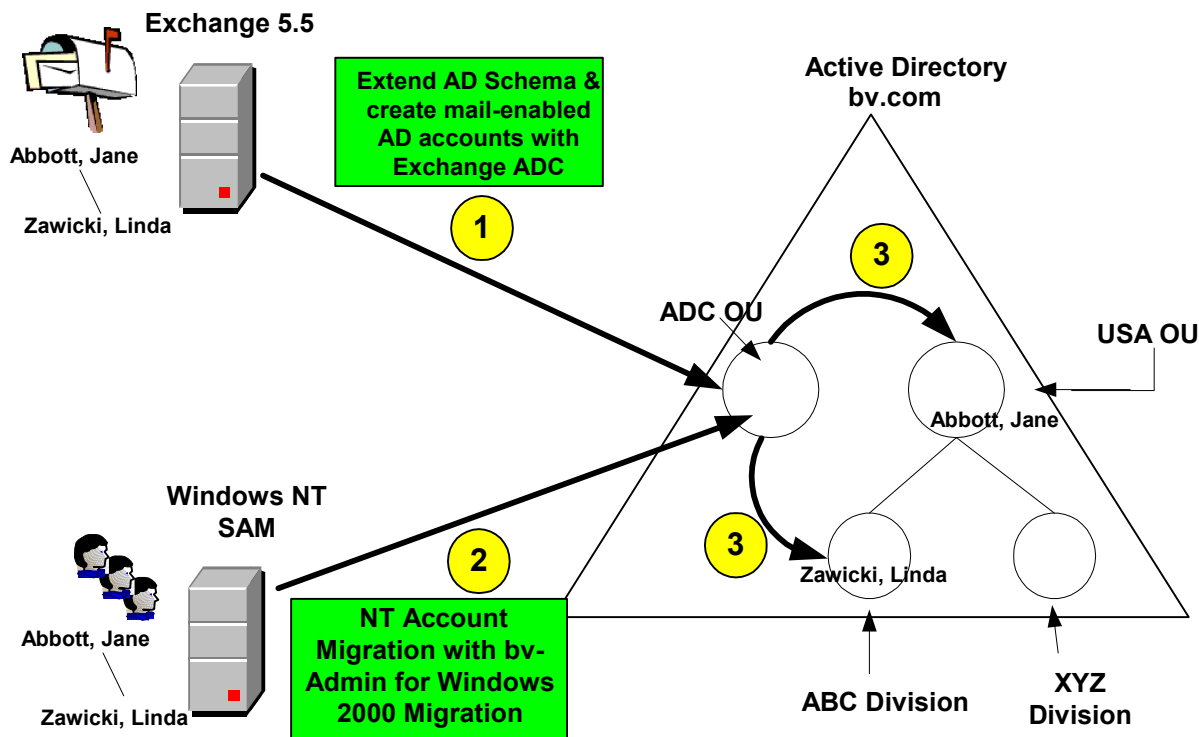 Exchange 5.5
Abbott, Jane
Zawicki, Linda
Extend AD Schema &
create mail-enabled
AD accounts with
Exchange ADC
1
Active Directory
bv.com
3
ADC OU
USA OU
Abbott, Jane
Windows NT
SAM
Abbott, Jane
Zawicki, Linda
2
NT Account
Migration with bv-
Admin for Windows
2000 Migration
3
Zawicki, Linda
ABC Division
XYZ
Division